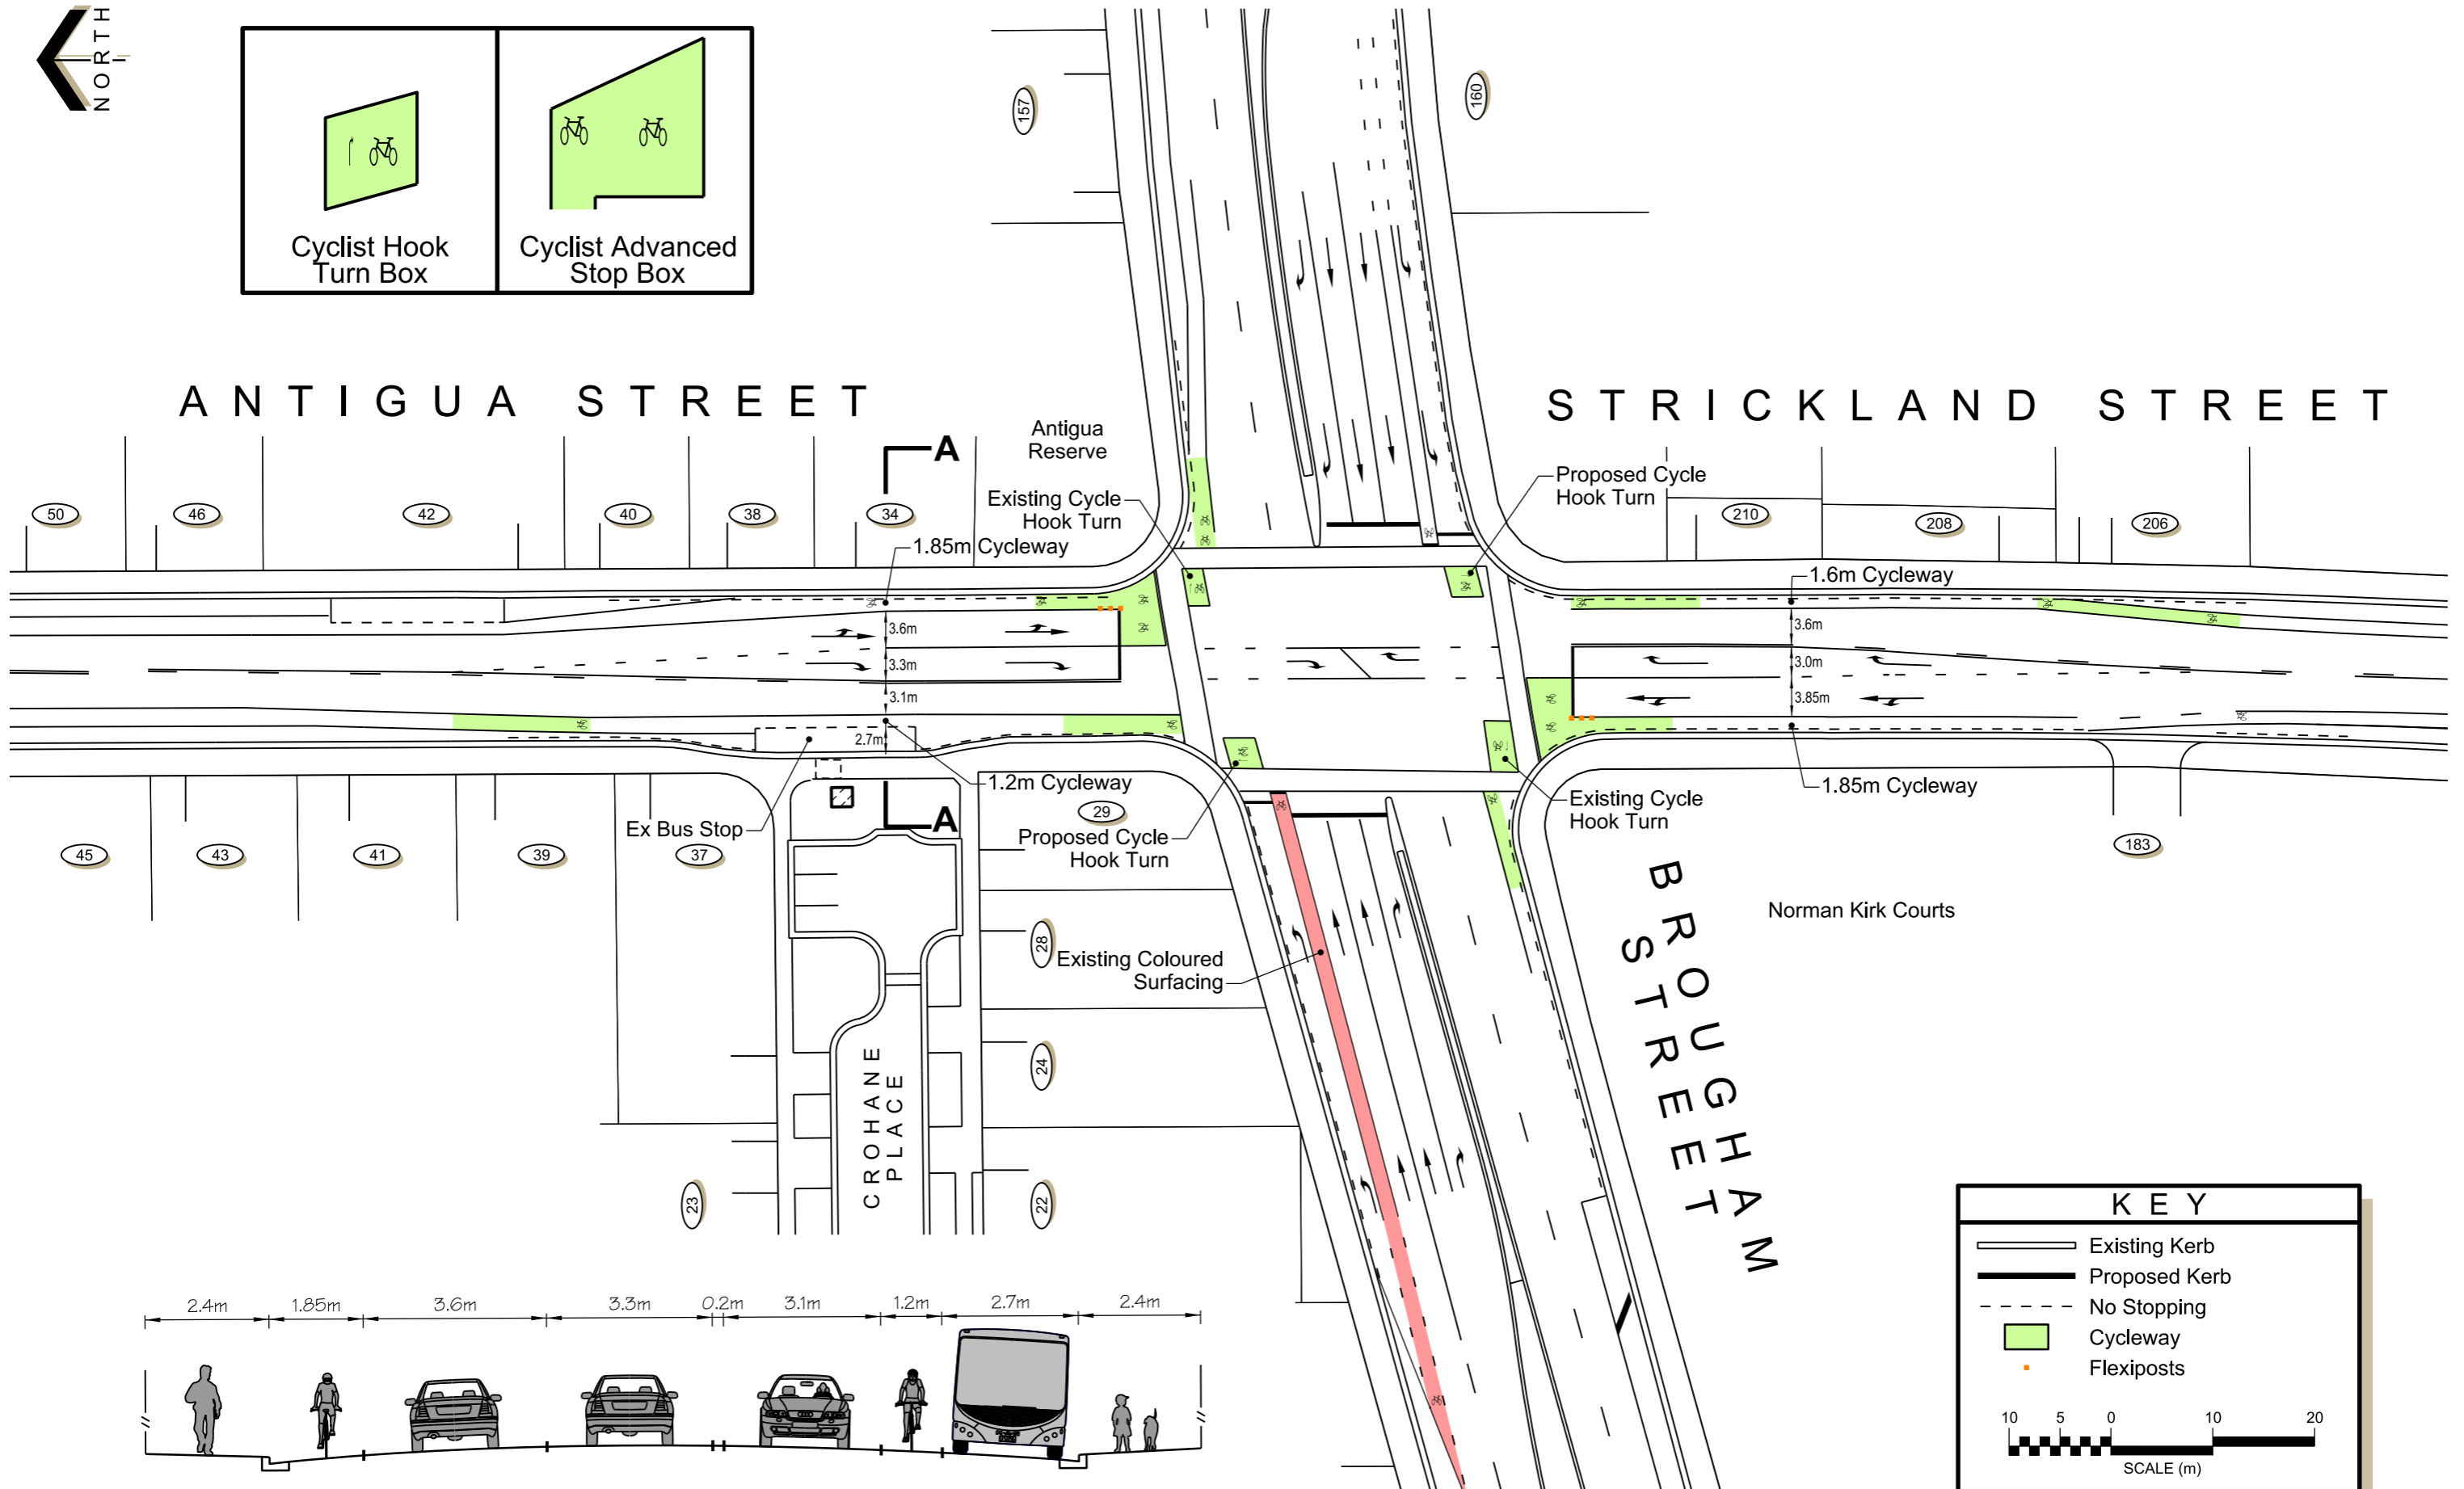 NORTH
Cyclist Hook
Turn Box
Cyclist Advanced
Stop Box
157
160
ANTIGUA STREET
STRICKLAND STREET
A
Antigua
Reserve
Existing Cycle
Hook Turn
Proposed Cycle
Hook Turn
50
46
42
40
38
34
210
208
206
1.85m Cycleway
1.6m Cycleway
3.6m
3.3m
3.1m
2.7m
3.6m
3.0m
3.85m
1.2m Cycleway
1.85m Cycleway
Ex Bus Stop
A
29
Proposed Cycle
Hook Turn
Existing Cycle
Hook Turn
45
43
41
39
37
183
Norman Kirk Courts
BROUGHAM
STREET
28
Existing Coloured
Surfacing
24
CROHANE
PLACE
23
22
KEY
Existing Kerb
Proposed Kerb
No Stopping
Cycleway
Flexiposts
10 5 0 10 20
SCALE (m)
2.4m 1.85m 3.6m 3.3m 0.2m 3.1m 1.2m 2.7m 2.4m